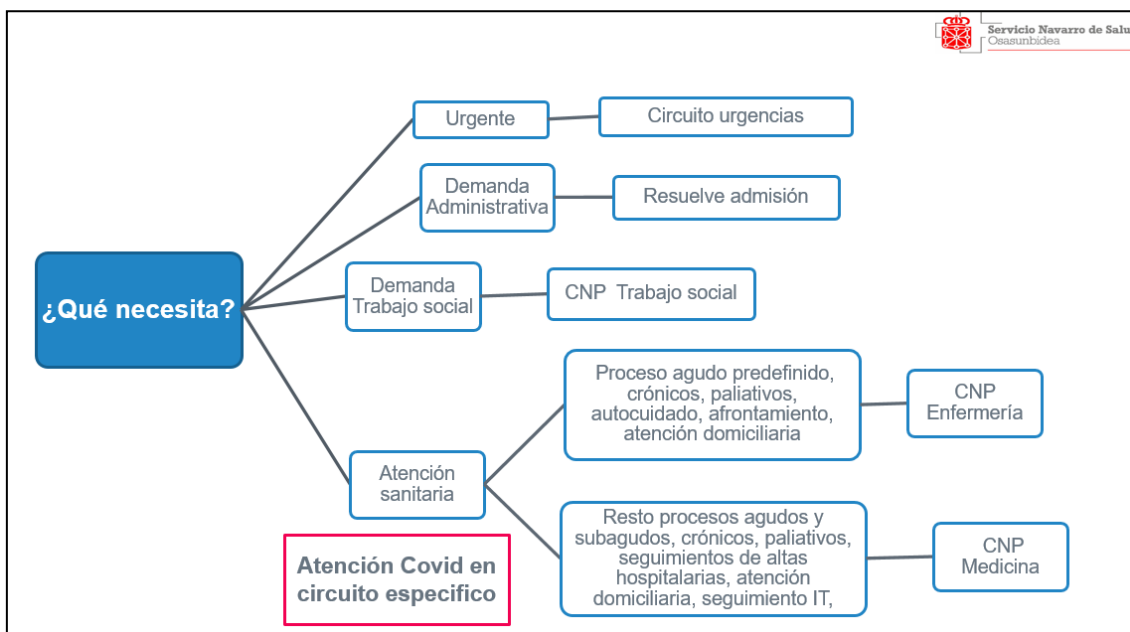 Servicio Navarro de Salu
Osasunbidea
Urgente
Circuito urgencias
Demanda
Administrativa
Resuelve admisión
¿Qué necesita?
Demanda
Trabajo social
CNP Trabajo social
Proceso agudo predefinido,
crónicos, paliativos,
autocuidado, afrontamiento,
atención domiciliaria
CNP
Enfermería
Atención
sanitaria
Resto procesos agudos y
subagudos, crónicos, paliativos,
seguimientos de altas
hospitalarias, atención
domiciliaria, seguimiento IT,
CNP
Medicina
Atención Covid en
circuito especifico